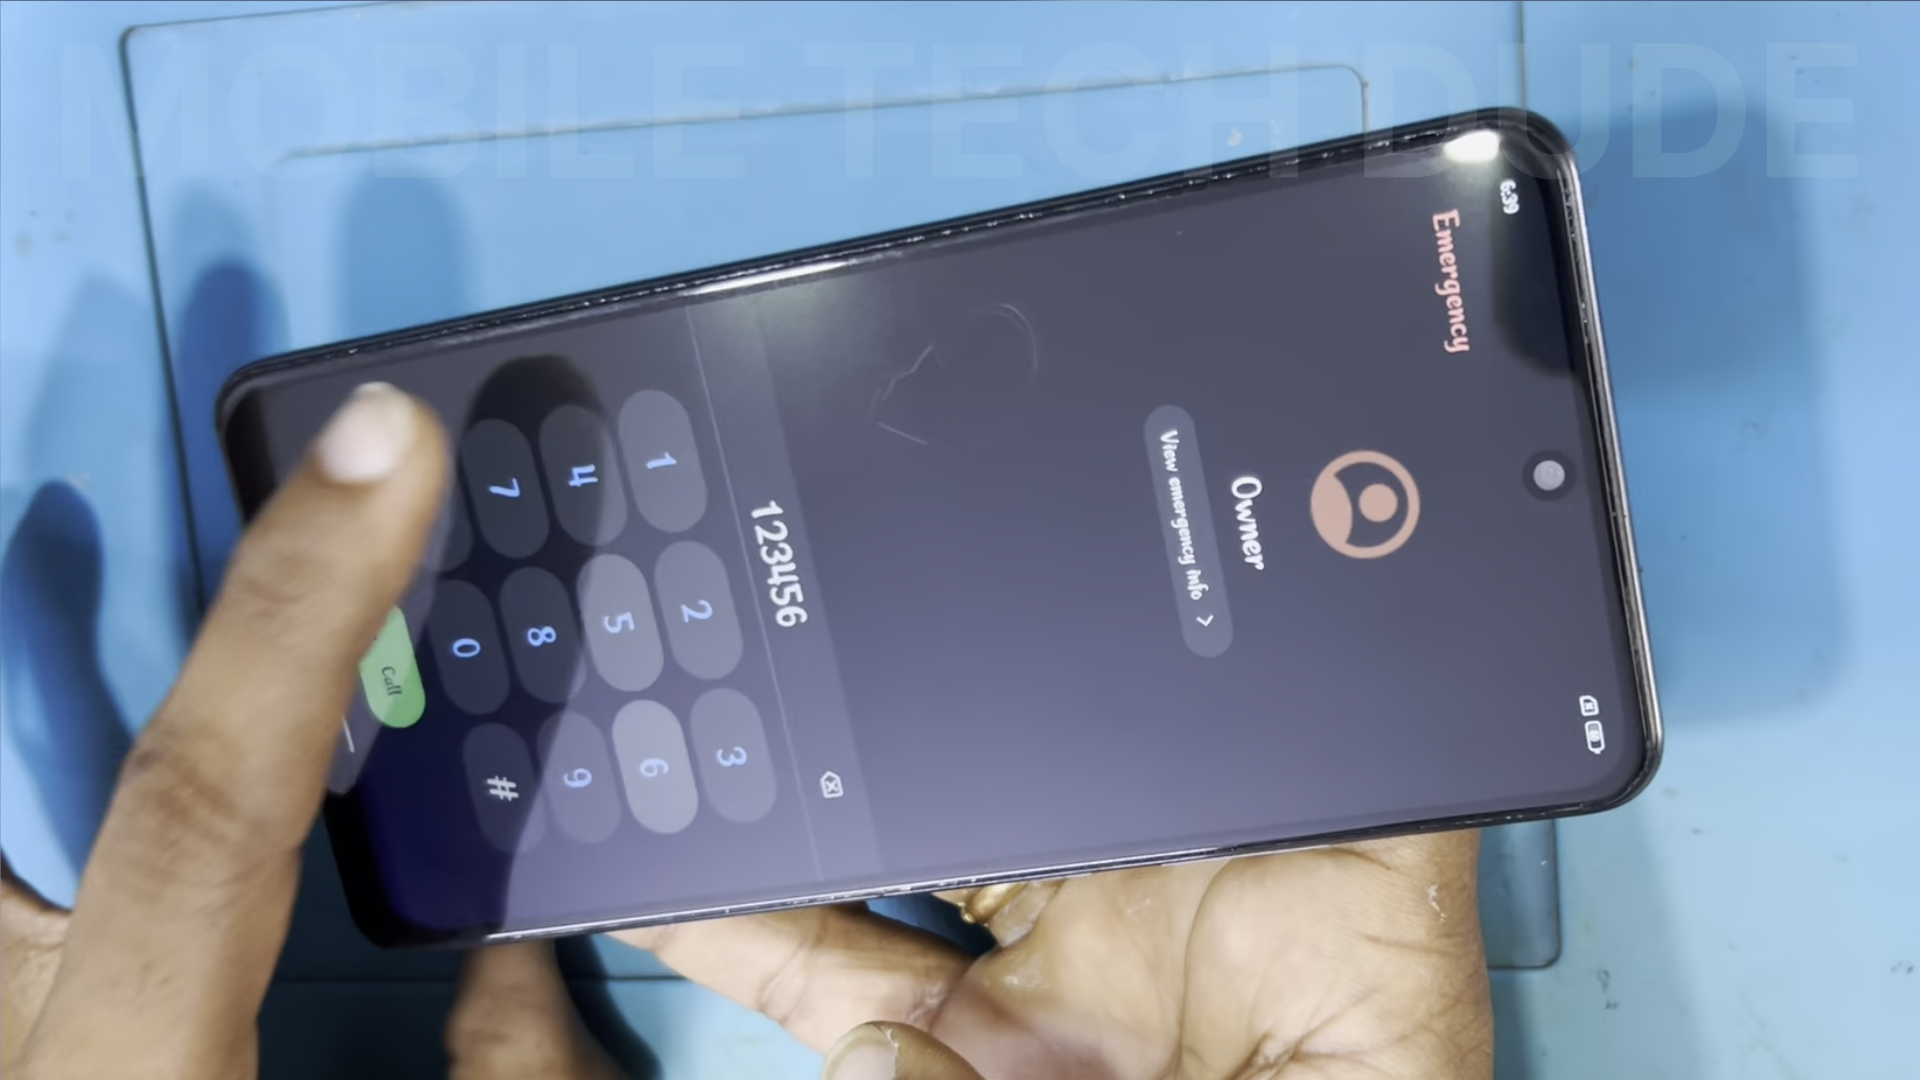 MOBILE TECH DUDE
6:39
Emergency
Owner
View emergency info >
123456
1 2 3
4 5 6
7 8 9
0 #
Call